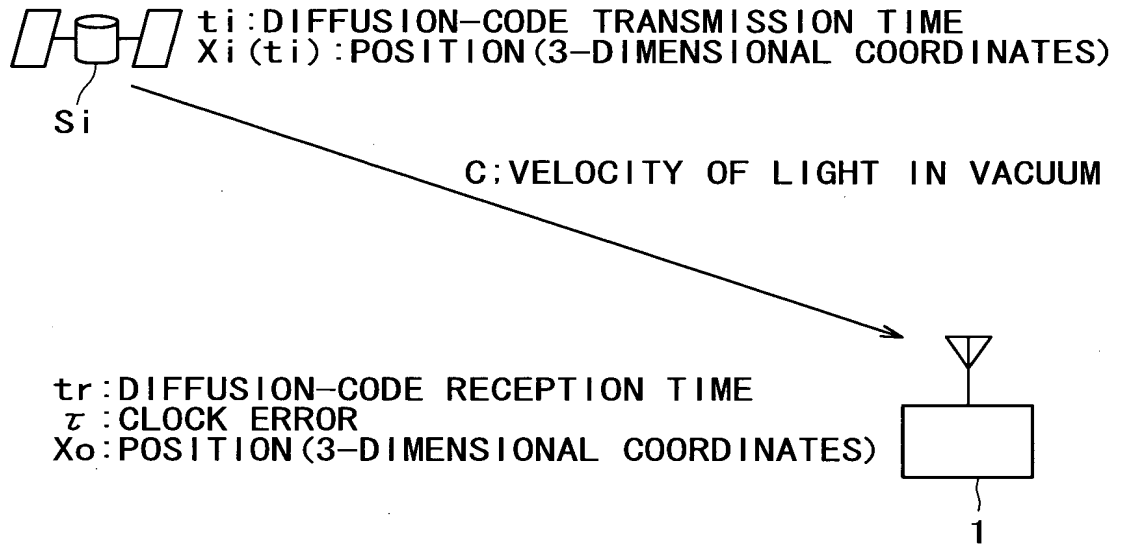 ti:DIFFUSION-CODE TRANSMISSION TIME
Xi(ti):POSITION(3-DIMENSIONAL COORDINATES)
Si
C;VELOCITY OF LIGHT IN VACUUM
tr:DIFFUSION-CODE RECEPTION TIME
τ:CLOCK ERROR
Xo:POSITION(3-DIMENSIONAL COORDINATES)
1